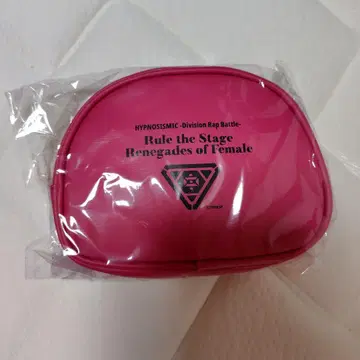 HYPNOSISMIC -Division Rap Battle-
Rule the Stage
Renegades of Female